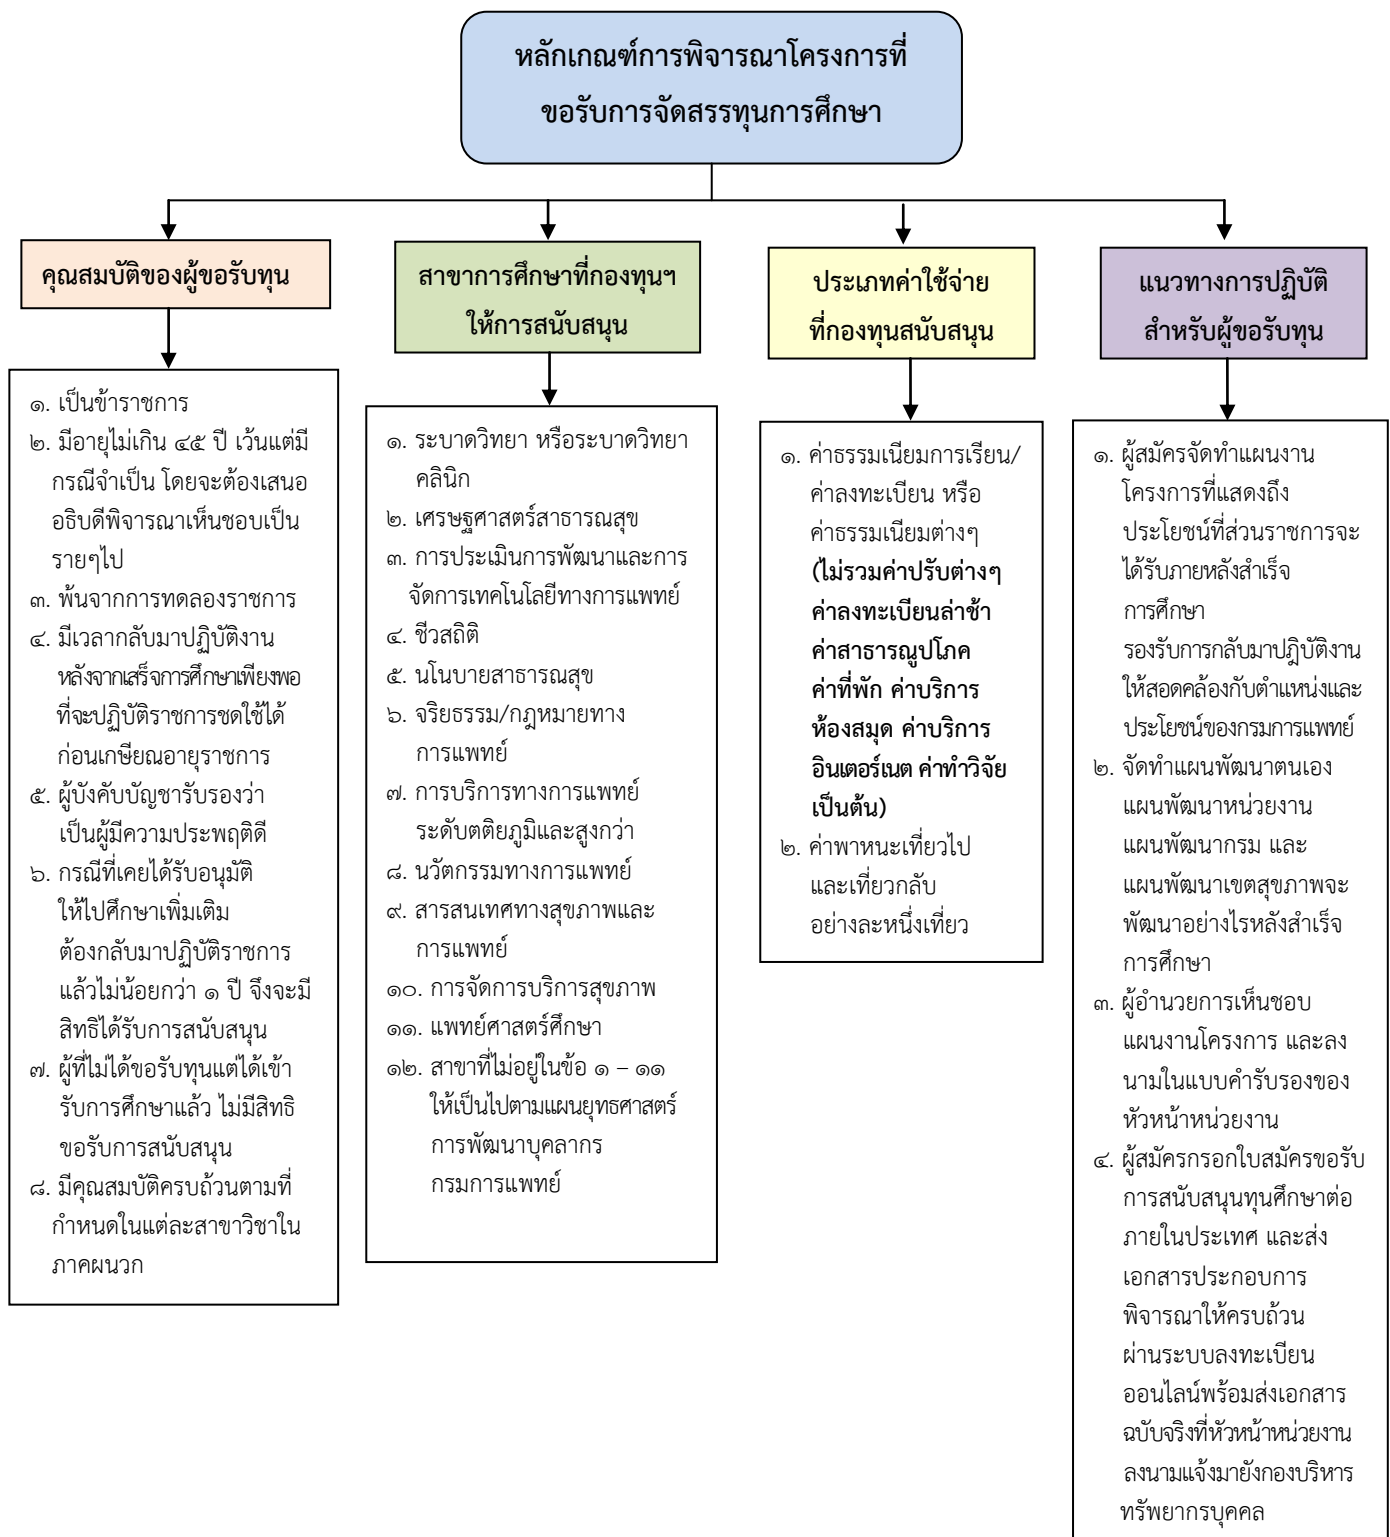 หลักเกณฑ์การพิจารณาโครงการที่
ขอรับการจัดสรรทุนการศึกษา
คุณสมบัติของผู้ขอรับทุน
๑. เป็นข้าราชการ
๒. มีอายุไม่เกิน ๔๕ ปี เว้นแต่มี
กรณีจำเป็น โดยจะต้องเสนอ
อธิบดีพิจารณาเห็นชอบเป็น
รายๆไป
๓. พ้นจากการทดลองราชการ
๔. มีเวลากลับมาปฏิบัติงาน
หลังจากเสร็จการศึกษาเพียงพอ
ที่จะปฏิบัติราชการชดใช้ได้
ก่อนเกษียณอายุราชการ
๕. ผู้บังคับบัญชารับรองว่า
เป็นผู้มีความประพฤติดี
๖. กรณีที่เคยได้รับอนุมัติ
ให้ไปศึกษาเพิ่มเติม
ต้องกลับมาปฏิบัติราชการ
แล้วไม่น้อยกว่า ๑ ปี จึงจะมี
สิทธิได้รับการสนับสนุน
๗. ผู้ที่ไม่ได้ขอรับทุนแต่ได้เข้า
รับการศึกษาแล้ว ไม่มีสิทธิ
ขอรับการสนับสนุน
๘. มีคุณสมบัติครบถ้วนตามที่
กำหนดในแต่ละสาขาวิชาใน
ภาคผนวก
สาขาการศึกษาที่กองทุนฯ
ให้การสนับสนุน
๑. ระบาดวิทยา หรือระบาดวิทยา
คลินิก
๒. เศรษฐศาสตร์สาธารณสุข
๓. การประเมินการพัฒนาและการ
จัดการเทคโนโลยีทางการแพทย์
๔. ชีวสถิติ
๕. นโนบายสาธารณสุข
๖. จริยธรรม/กฎหมายทาง
การแพทย์
๗. การบริการทางการแพทย์
ระดับตติยภูมิและสูงกว่า
๘. นวัตกรรมทางการแพทย์
๙. สารสนเทศทางสุขภาพและ
การแพทย์
๑๐. การจัดการบริการสุขภาพ
๑๑. แพทย์ศาสตร์ศึกษา
๑๒. สาขาที่ไม่อยู่ในข้อ ๑ – ๑๑
ให้เป็นไปตามแผนยุทธศาสตร์
การพัฒนาบุคลากร
กรมการแพทย์
ประเภทค่าใช้จ่าย
ที่กองทุนสนับสนุน
๑. ค่าธรรมเนียมการเรียน/
ค่าลงทะเบียน หรือ
ค่าธรรมเนียมต่างๆ
(ไม่รวมค่าปรับต่างๆ
ค่าลงทะเบียนล่าช้า
ค่าสาธารณูปโภค
ค่าที่พัก ค่าบริการ
ห้องสมุด ค่าบริการ
อินเตอร์เนต ค่าทำวิจัย
เป็นต้น)
๒. ค่าพาหนะเที่ยวไป
และเที่ยวกลับ
อย่างละหนึ่งเที่ยว
แนวทางการปฏิบัติ
สำหรับผู้ขอรับทุน
๑. ผู้สมัครจัดทำแผนงาน
โครงการที่แสดงถึง
ประโยชน์ที่ส่วนราชการจะ
ได้รับภายหลังสำเร็จ
การศึกษา
รองรับการกลับมาปฏิบัติงาน
ให้สอดคล้องกับตำแหน่งและ
ประโยชน์ของกรมการแพทย์
๒. จัดทำแผนพัฒนาตนเอง
แผนพัฒนาหน่วยงาน
แผนพัฒนากรม และ
แผนพัฒนาเขตสุขภาพจะ
พัฒนาอย่างไรหลังสำเร็จ
การศึกษา
๓. ผู้อำนวยการเห็นชอบ
แผนงานโครงการ และลง
นามในแบบคำรับรองของ
หัวหน้าหน่วยงาน
๔. ผู้สมัครกรอกใบสมัครขอรับ
การสนับสนุนทุนศึกษาต่อ
ภายในประเทศ และส่ง
เอกสารประกอบการ
พิจารณาให้ครบถ้วน
ผ่านระบบลงทะเบียน
ออนไลน์พร้อมส่งเอกสาร
ฉบับจริงที่หัวหน้าหน่วยงาน
ลงนามแจ้งมายังกองบริหาร
ทรัพยากรบุคคล